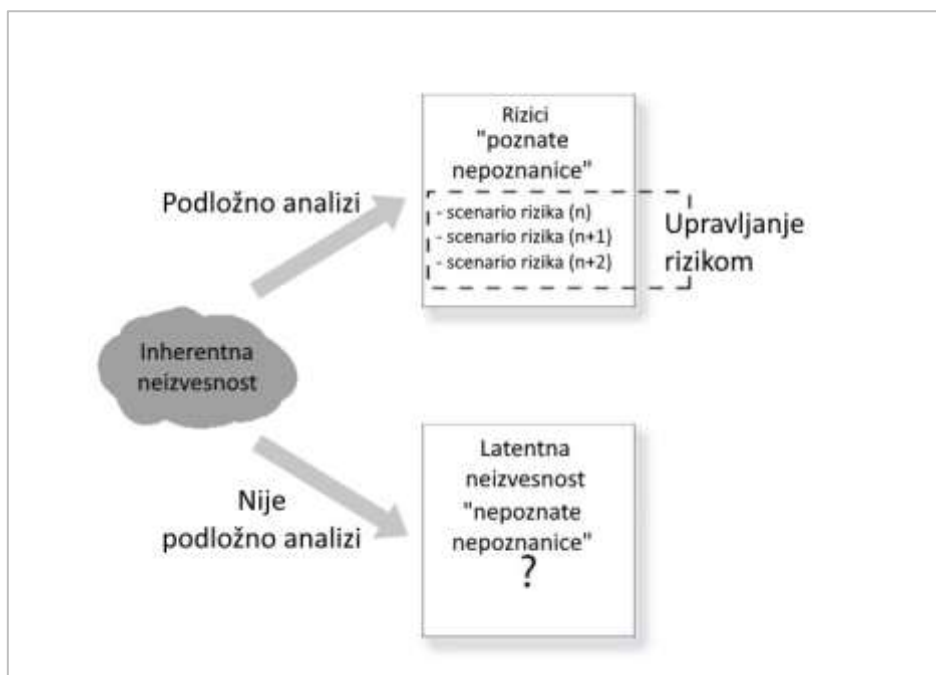 Rizici
"poznate
nepoznanice"
Podložno analizi
- scenario rizika (n)
- scenario rizika (n+1)
- scenario rizika (n+2)
Upravljanje
rizikom
Inherentna
neizvesnost
Nije
podložno analizi
Latentna
neizvesnost
"nepoznate
nepoznanice"
?